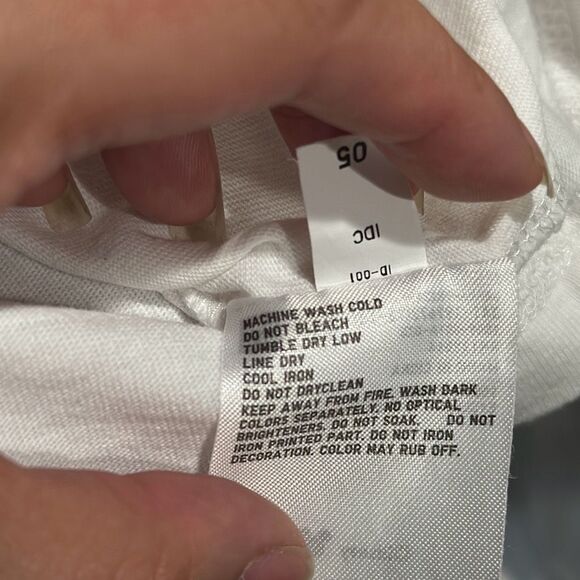 05
IDC
ID-001
MACHINE WASH COLD
DO NOT BLEACH
TUMBLE DRY LOW
LINE DRY
COOL IRON
DO NOT DRYCLEAN
KEEP AWAY FROM FIRE. WASH DARK
COLORS SEPARATELY. NO OPTICAL
BRIGHTENERS. DO NOT SOAK. DO NOT
IRON PRINTED PART. DO NOT IRON
DECORATION. COLOR MAY RUB OFF.